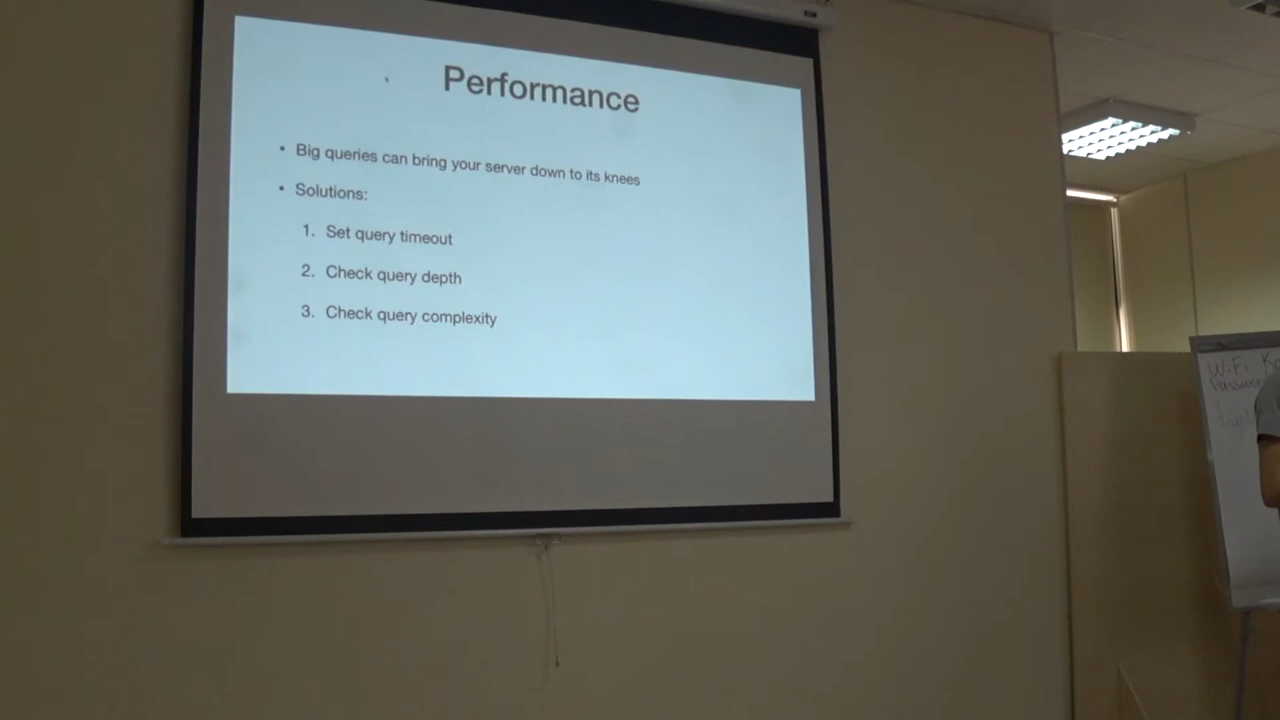 Performance
• Big queries can bring your server down to its knees
• Solutions:
1. Set query timeout
2. Check query depth
3. Check query complexity
WiFi